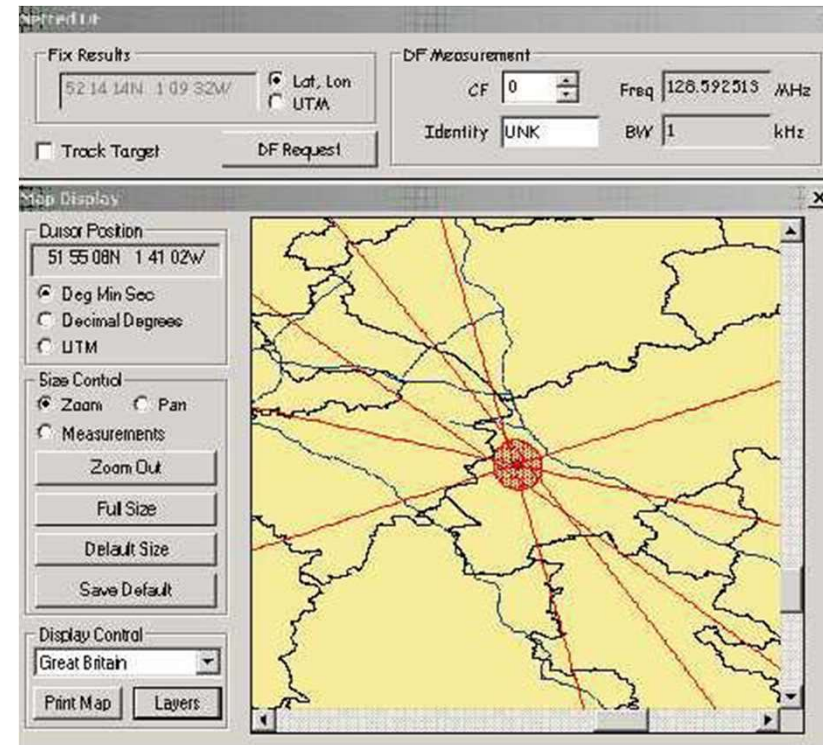 Fix Results
52 14 14N 1 09 32W
Lat, Lon
UTM
Track Target
DF Request
DF Measurement
CF 0
Freq 128.592513 MHz
Identity UNK
BW 1 kHz
Map Display
Cursor Position
51 55 08N 1 41 02W
Deg Min Sec
Decimal Degrees
UTM
Size Control
Zoom Pan
Measurements
Zoom Out
Full Size
Default Size
Save Default
Display Control
Great Britain
Print Map Layers